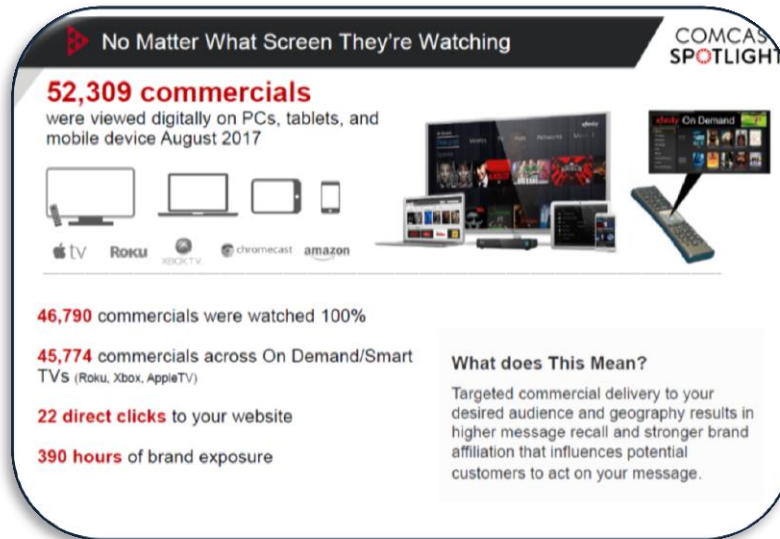 No Matter What Screen They're Watching
COMCAS
SPOTLIGHT
52,309 commercials
were viewed digitally on PCs, tablets, and
mobile device August 2017
xfinity On Demand
tv
ROKU
XBOX TV
chromecast
amazon
46,790 commercials were watched 100%
45,774 commercials across On Demand/Smart
TVs (Roku, Xbox, AppleTV)
22 direct clicks to your website
390 hours of brand exposure
What does This Mean?
Targeted commercial delivery to your
desired audience and geography results in
higher message recall and stronger brand
affiliation that influences potential
customers to act on your message.